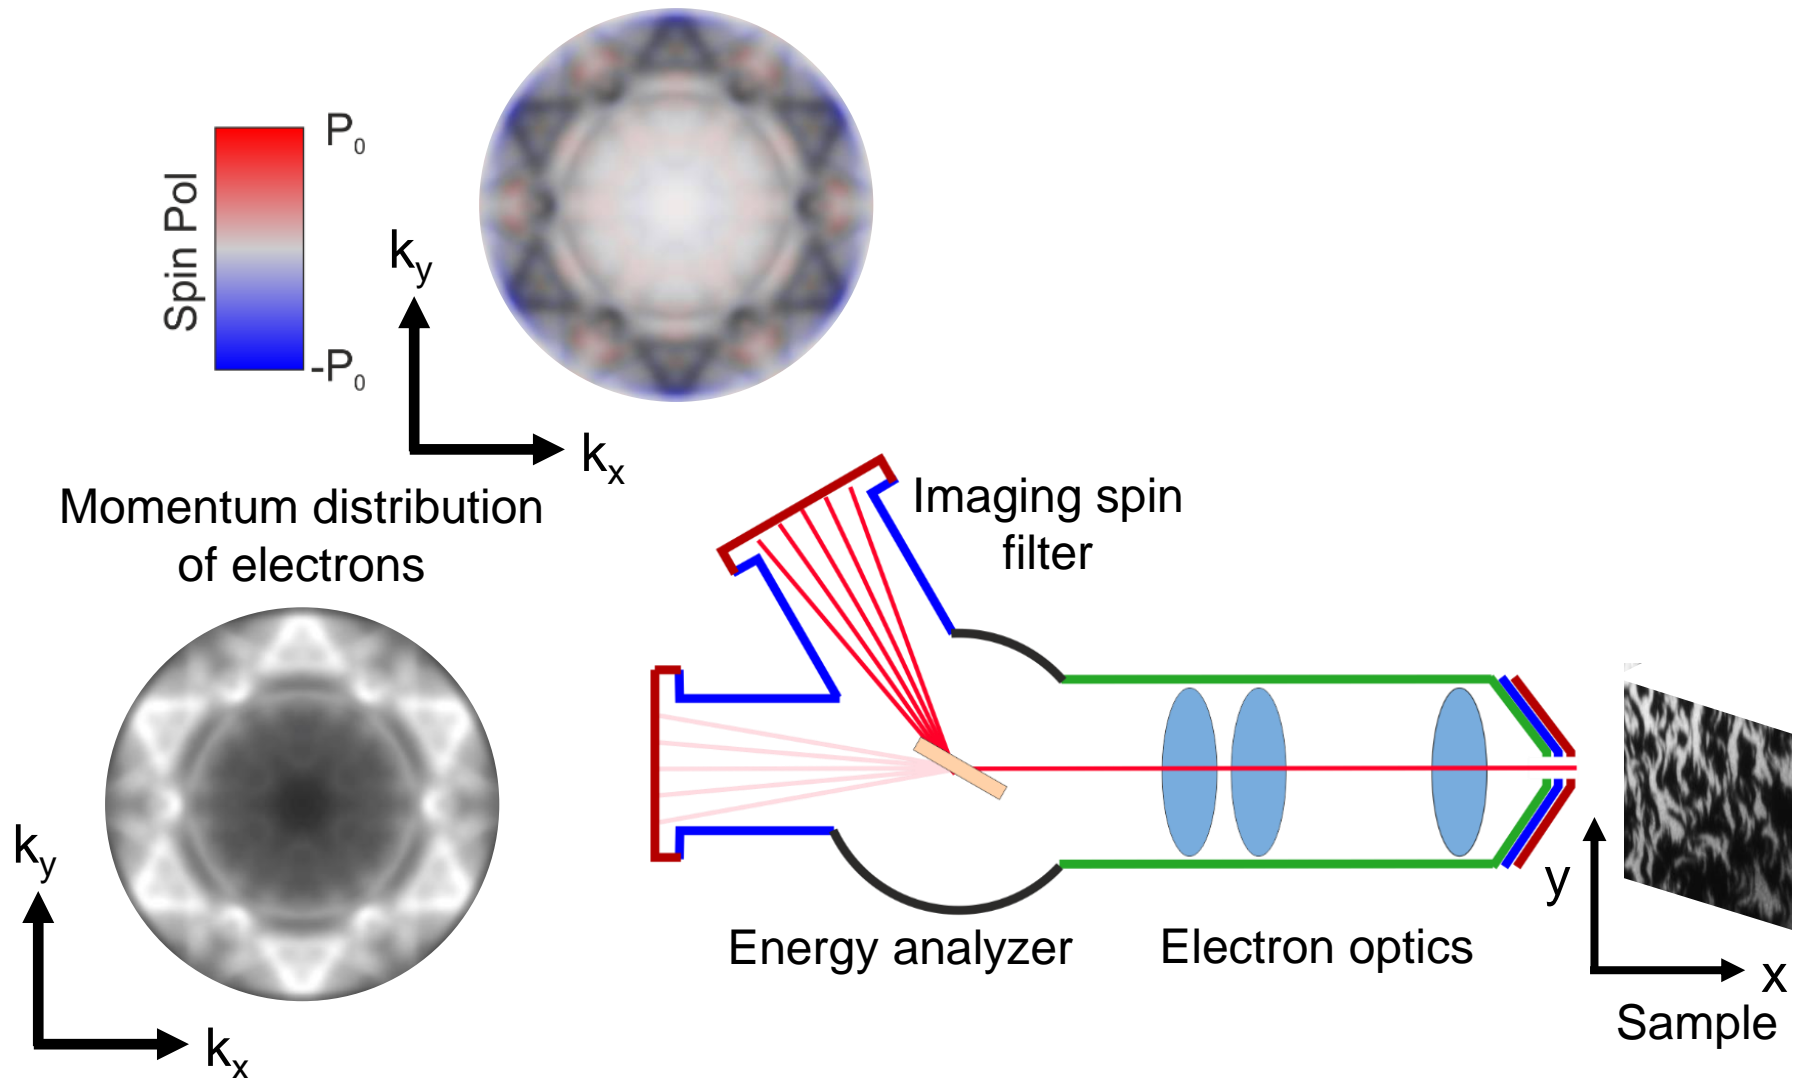 P0
Spin Pol
-P0
ky
kx
Momentum distribution
of electrons
Imaging spin
filter
ky
kx
Energy analyzer
Electron optics
y
x
Sample